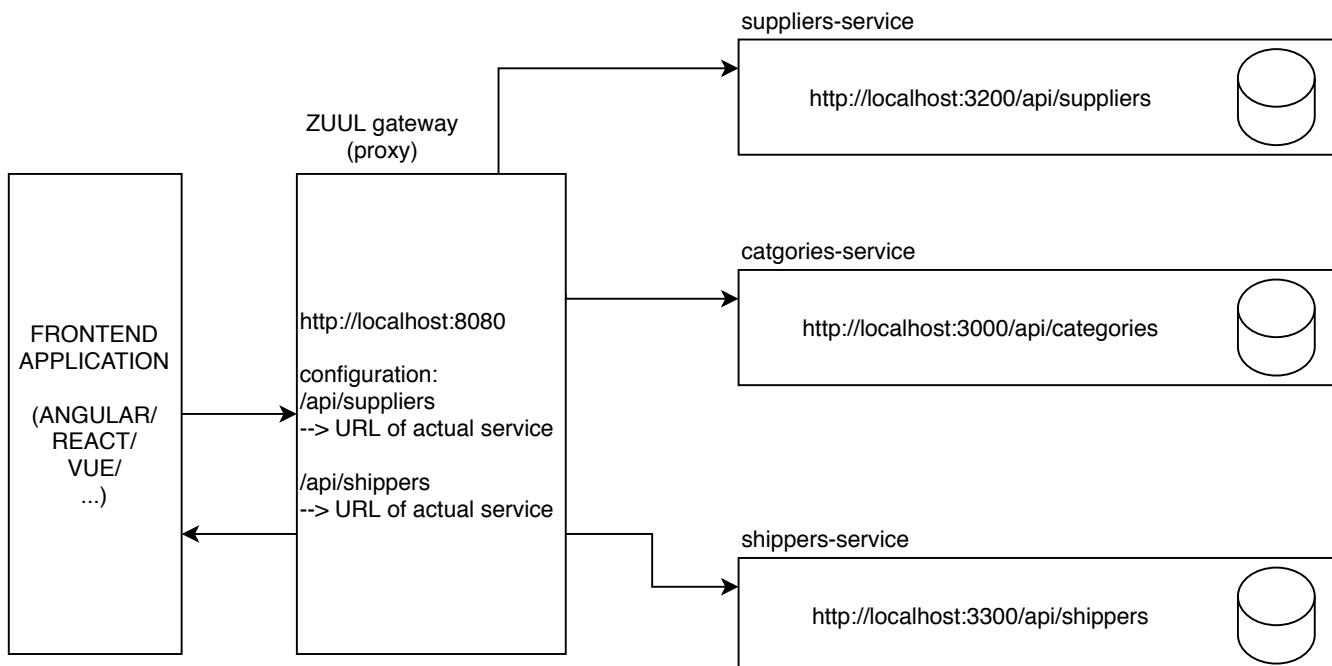 suppliers-service
http://localhost:3200/api/suppliers
ZUUL gateway
(proxy)
FRONTEND
APPLICATION
(ANGULAR/
REACT/
VUE/
...)
http://localhost:8080
configuration:
/api/suppliers
--> URL of actual service
/api/shippers
--> URL of actual service
catgories-service
http://localhost:3000/api/categories
shippers-service
http://localhost:3300/api/shippers